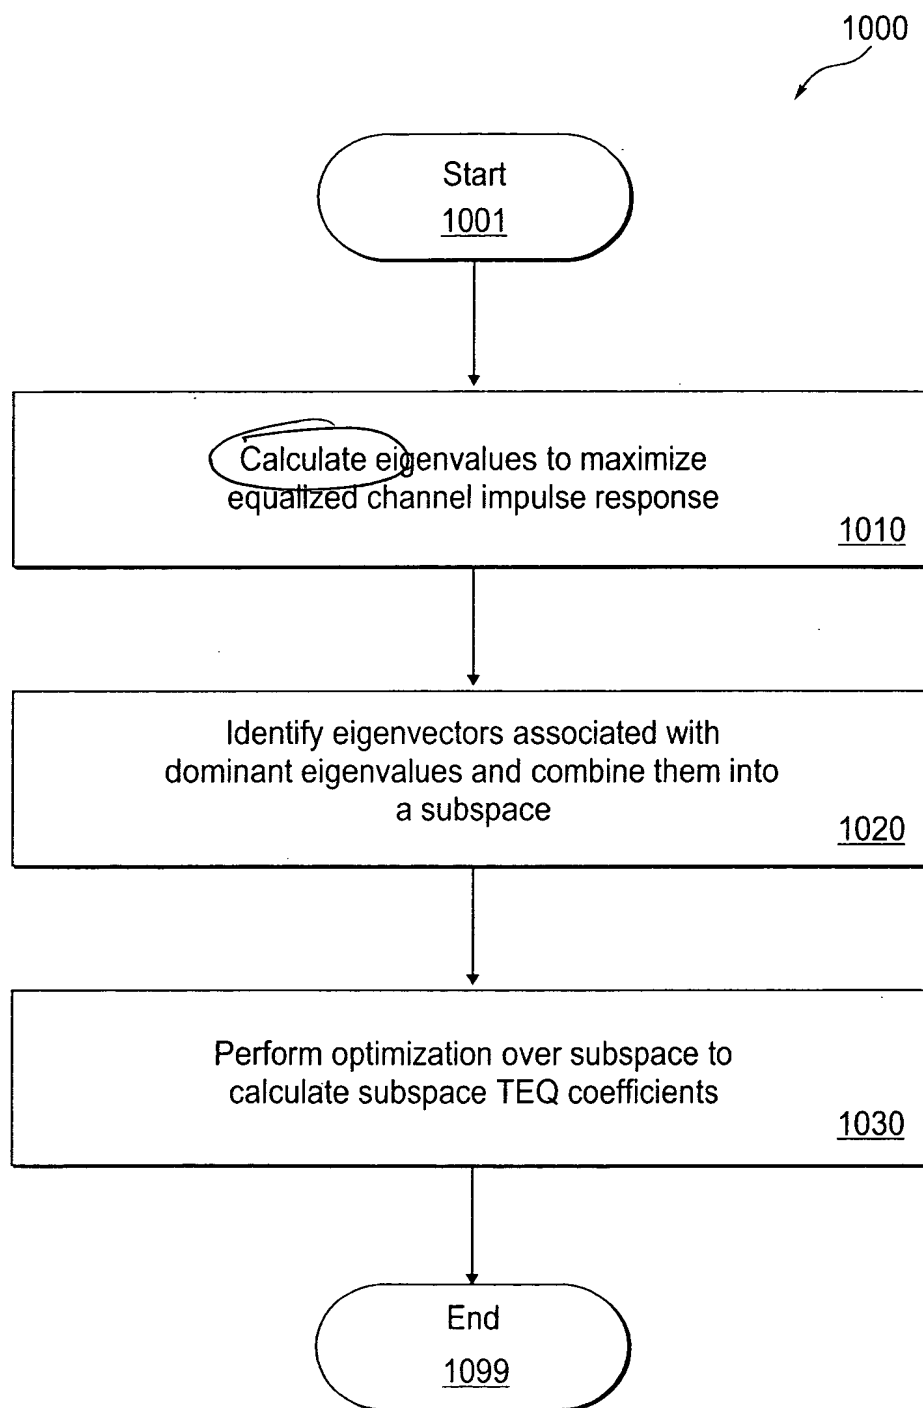 1000
Start
1001
Calculate eigenvalues to maximize
equalized channel impulse response
1010
Identify eigenvectors associated with
dominant eigenvalues and combine them into
a subspace
1020
Perform optimization over subspace to
calculate subspace TEQ coefficients
1030
End
1099